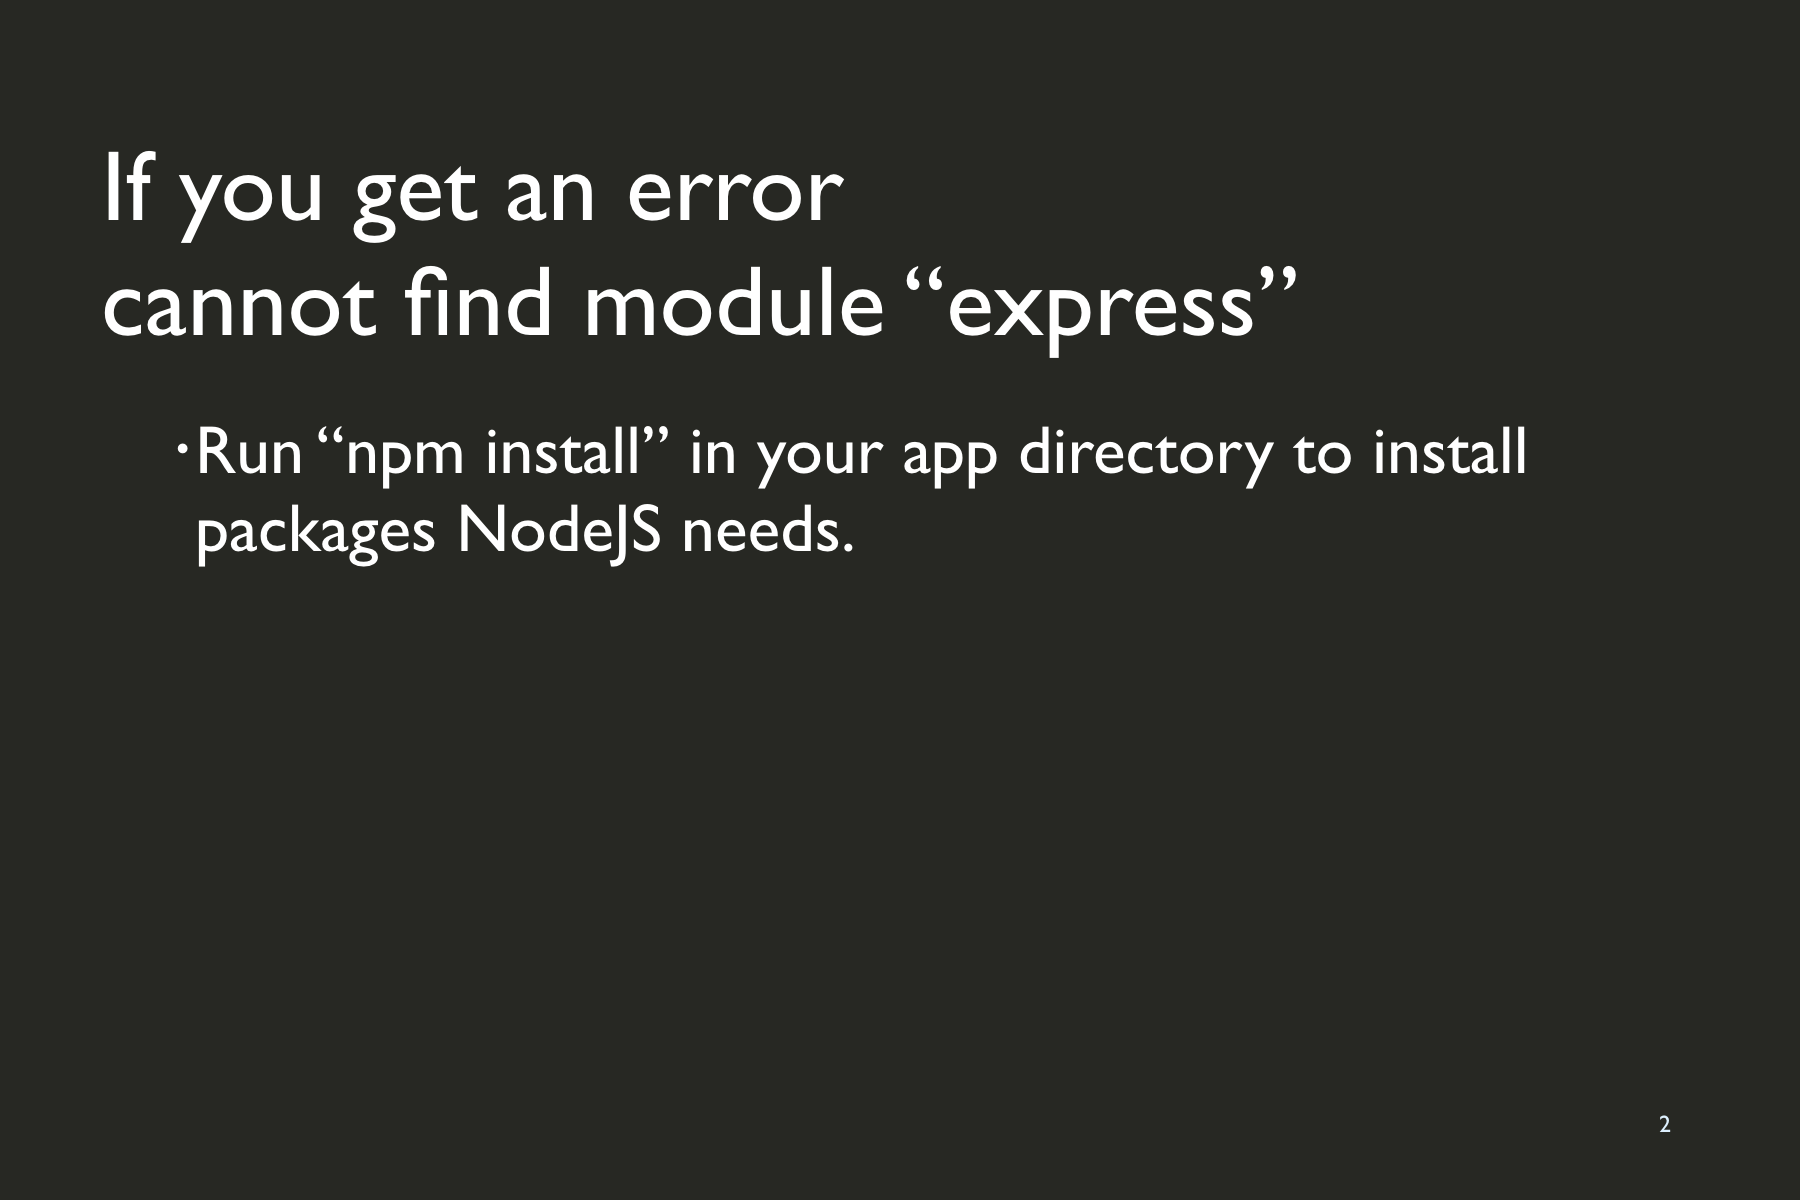 If you get an error
cannot find module “express”
•Run “npm install” in your app directory to install
packages NodeJS needs.
2